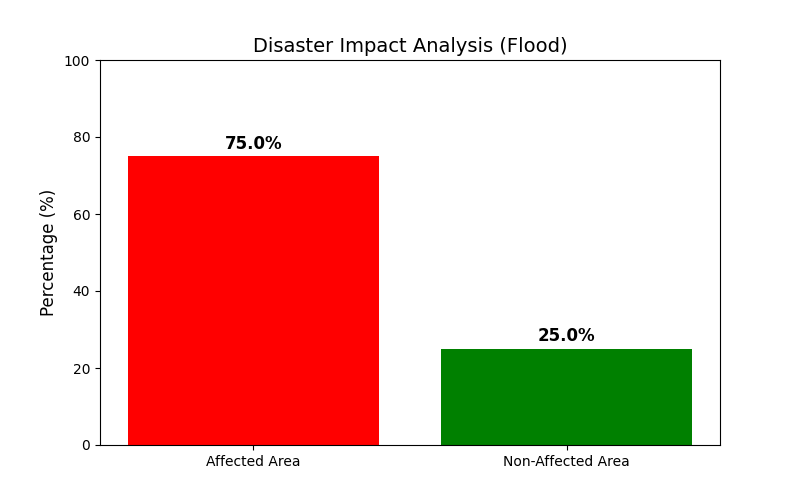 Disaster Impact Analysis (Flood)
Percentage (%)
100
80
60
40
20
0
75.0%
25.0%
Affected Area
Non-Affected Area